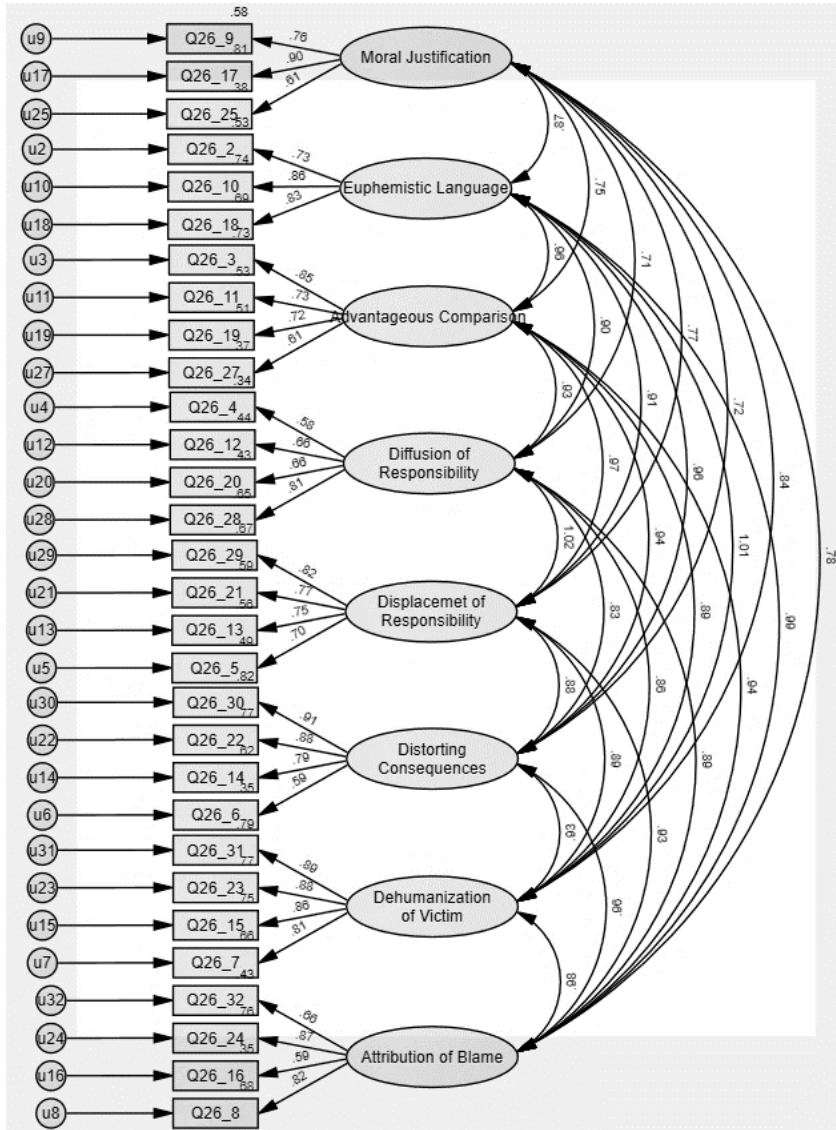 .58
u9 Q26_9 .76 Moral Justification
.81
u17 Q26_17 .90
.38
u25 Q26_25 .61
.53
.87
u2 Q26_2 .73
.74
u10 Q26_10 .86 Euphemistic Language .75
.69
u18 Q26_18 .83
.73
u3 Q26_3 .85 .96 .71
.53
u11 Q26_11 .73
.51
Advantageous Comparison .90 .77
u19 Q26_19 .72
.37
u27 Q26_27 .61
.34
.93 .91 .72
u4 Q26_4 .58
.44
u12 Q26_12 .66
.43
Diffusion of
Responsibility
.97 .96 .84
u20 Q26_20 .66
.65
u28 Q26_28 .81
.67
1.02 .94 1.01 .78
u29 Q26_29 .82
.59
u21 Q26_21 .77
.56
Displacemet of
Responsibility
.83 .89 .99
u13 Q26_13 .75
.49
u5 Q26_5 .70
.82
.88 .86 .94
u30 Q26_30 .91
.77
u22 Q26_22 .88
.62
Distorting
Consequences
.89 .89
u14 Q26_14 .79
.35
u6 Q26_6 .59
.79
.93 .93
u31 Q26_31 .89
.77
u23 Q26_23 .88
.75
Dehumanization
of Victim
.96
u15 Q26_15 .86
.66
u7 Q26_7 .81
.43
u32 Q26_32 .66
.76
u24 Q26_24 .87
.35
Attribution of Blame
u16 Q26_16 .59
.68
u8 Q26_8 .82